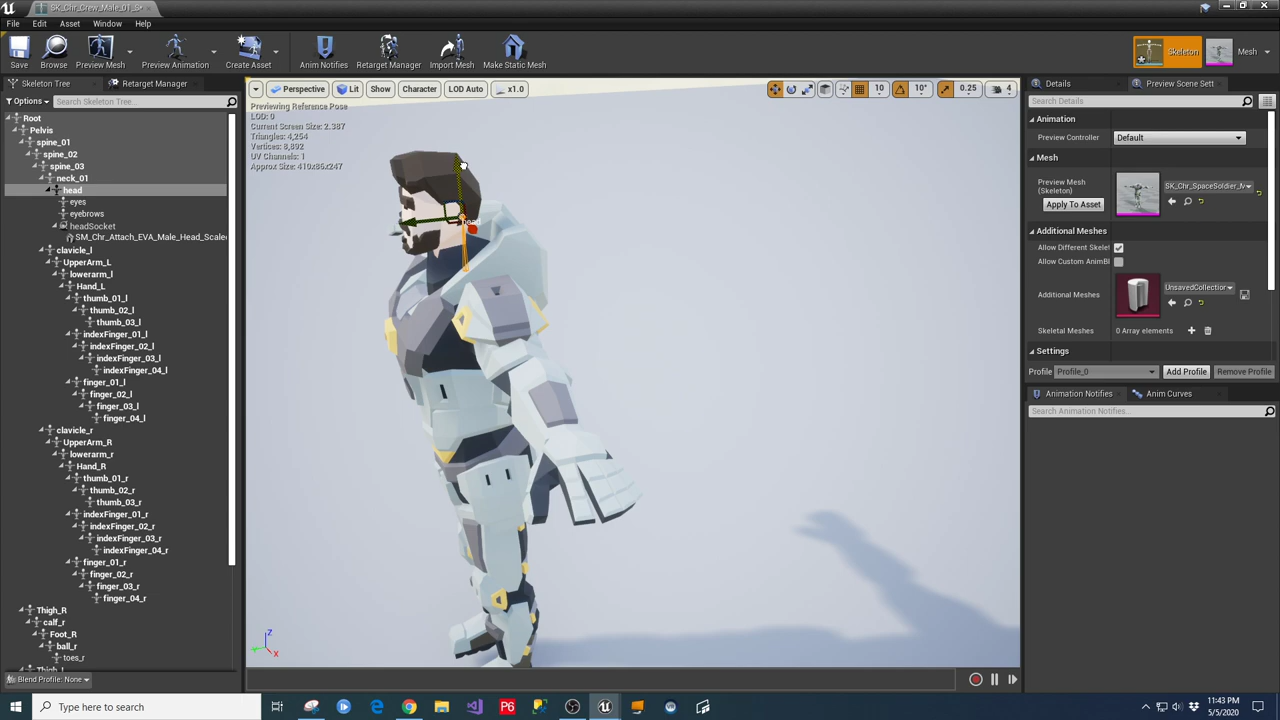 SK_Chr_Crew_Male_01_S
File Edit Asset Window Help
Save Browse Preview Mesh Preview Animation Create Asset Anim Notifies Retarget Manager Import Mesh Make Static Mesh Skeleton Mesh
Skeleton Tree Retarget Manager
Options Search Skeleton Tree...
Root
Pelvis
spine_01
spine_02
spine_03
neck_01
head
eyes
eyebrows
headSocket
SM_Chr_Attach_EVA_Male_Head_Scaled
clavicle_l
UpperArm_L
lowerarm_l
Hand_L
thumb_01_l
thumb_02_l
thumb_03_l
indexFinger_01_l
indexFinger_02_l
indexFinger_03_l
indexFinger_04_l
finger_01_l
finger_02_l
finger_03_l
finger_04_l
clavicle_r
UpperArm_R
lowerarm_r
Hand_R
thumb_01_r
thumb_02_r
thumb_03_r
indexFinger_01_r
indexFinger_02_r
indexFinger_03_r
indexFinger_04_r
finger_01_r
finger_02_r
finger_03_r
finger_04_r
Thigh_R
calf_r
Foot_R
ball_r
toes_r
Thigh_l
Blend Profile: None
Perspective Lit Show Character LOD Auto x1.0 10 10° 0.25 4
Previewing Reference Pose
LOD: 0
Current Screen Size: 2.387
Triangles: 4,254
Vertices: 8,892
UV Channels: 1
Approx Size: 410x86x247
head
Z
X
Details Preview Scene Sett
Search Details
Animation
Preview Controller Default
Mesh
Preview Mesh
(Skeleton)
SK_Chr_SpaceSoldier_M
Apply To Asset
Additional Meshes
Allow Different Skele
Allow Custom AnimBl
Additional Meshes UnsavedCollection
Skeletal Meshes 0 Array elements
Settings
Profile Profile_0 Add Profile Remove Profile
Animation Notifies Anim Curves
Search Animation Notifies...
Type here to search
P6
11:43 PM
5/5/2020